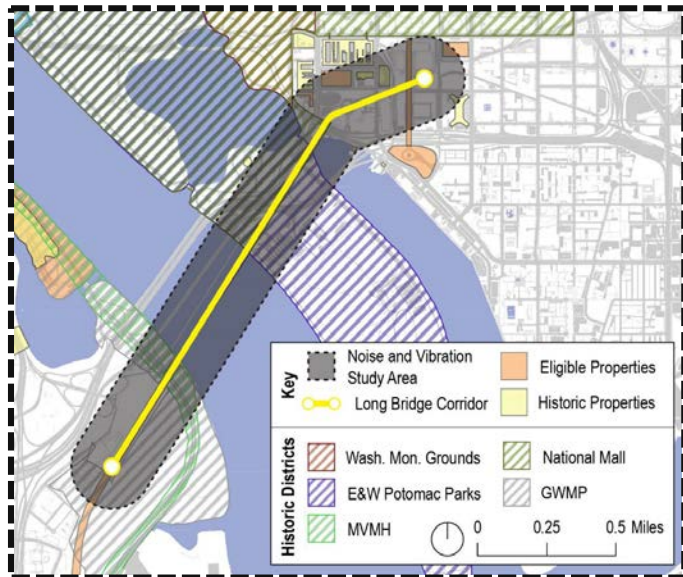 Key
Noise and Vibration
Study Area
Eligible Properties
Long Bridge Corridor
Historic Properties
Historic Districts
Wash. Mon. Grounds
National Mall
E&W Potomac Parks
GWMP
MVMH
0 0.25 0.5 Miles